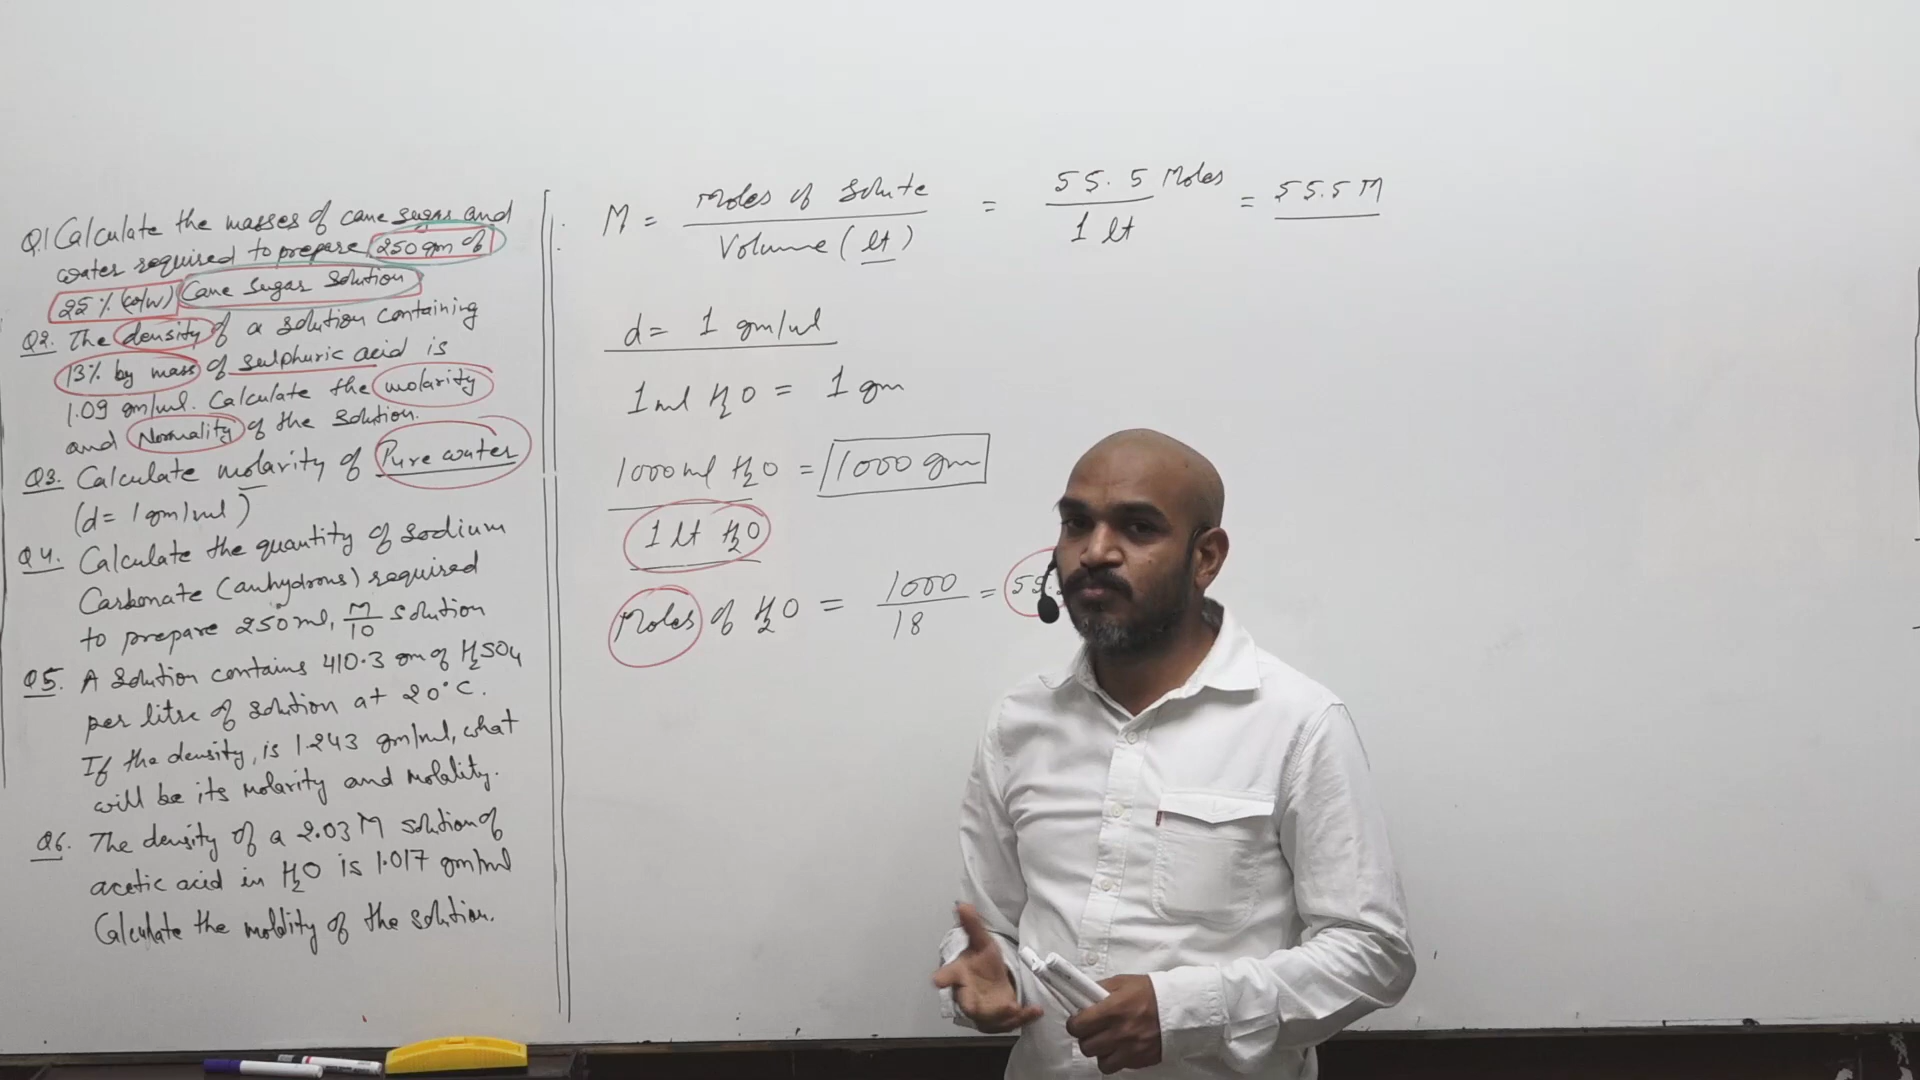 Q.1 Calculate the masses of cane sugar and
water required to prepare 250 gm of
25% (w/w) Cane Sugar Solution
Q2. The density of a solution containing
13% by mass of sulphuric acid is
1.09 gm/ml. Calculate the molarity
and Normality of the solution.
Q3. Calculate molarity of Pure water
(d= 1gm/ml)
Q4. Calculate the quantity of sodium
Carbonate (anhydrous) required
to prepare 250ml, M/10 solution
Q5. A Solution contains 410.3 gm of H₂SO₄
per litre of solution at 20°C.
If the density, is 1.243 gm/ml, what
will be its molarity and molality.
Q6. The density of a 2.03 M solution of
acetic acid in H₂O is 1.017 gm/ml
Calculate the molality of the solution.
M = Moles of Solute / Volume (lt) = 55.5 Moles / 1 lt = 55.5 M
d = 1 gm/ml
1 ml H₂O = 1 gm
1000 ml H₂O = 1000 gm
1 lt H₂O
Moles of H₂O = 1000 / 18 = 55.